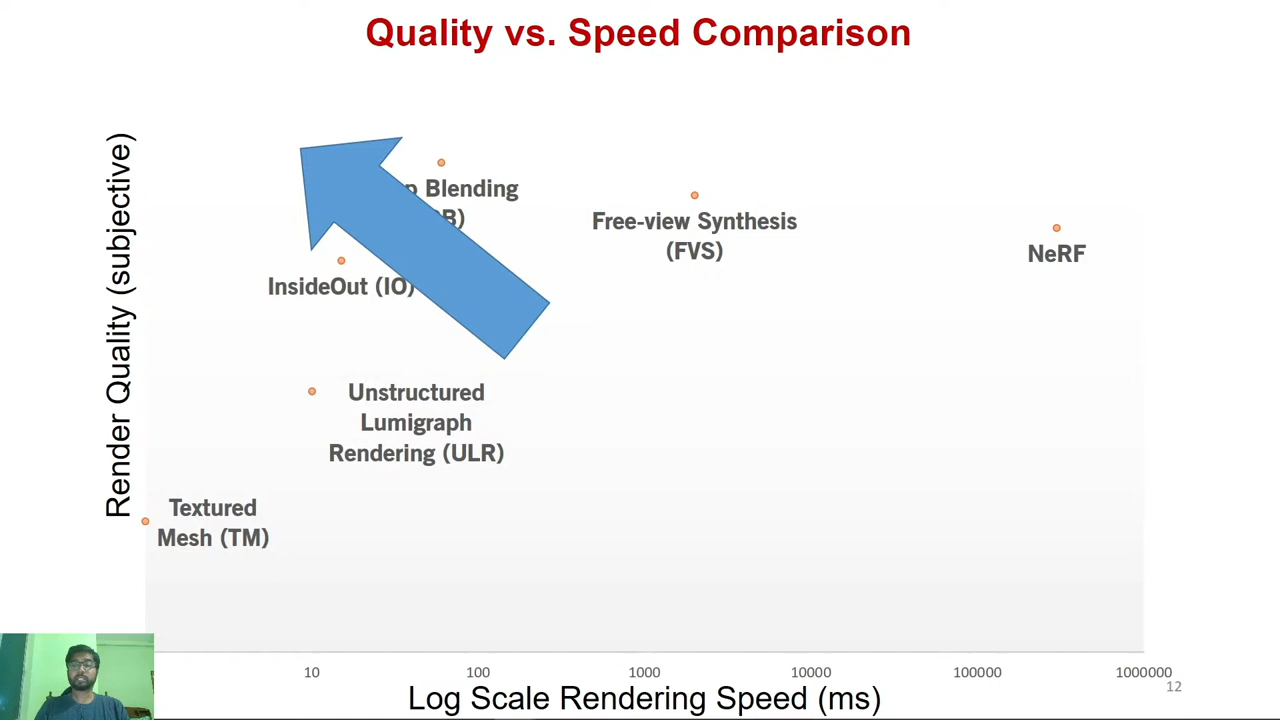 Quality vs. Speed Comparison
Render Quality (subjective)
Blending
Free-view Synthesis
(FVS)
NeRF
InsideOut (IO)
Unstructured
Lumigraph
Rendering (ULR)
Textured
Mesh (TM)
10
100
1000
10000
100000
1000000
Log Scale Rendering Speed (ms)
12